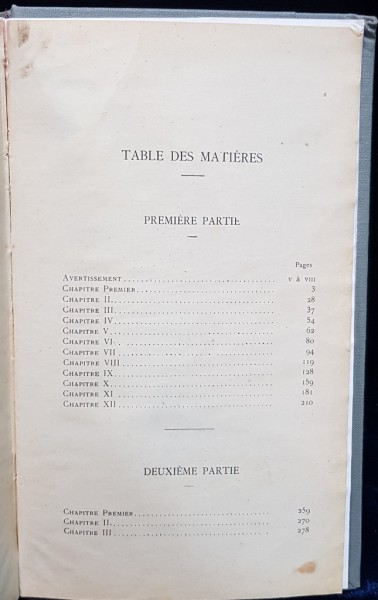 TABLE DES MATIÈRES
PREMIÈRE PARTIE
Pages
AVERTISSEMENT v à viii
CHAPITRE PREMIER 3
CHAPITRE II 28
CHAPITRE III 37
CHAPITRE IV 54
CHAPITRE V 62
CHAPITRE VI 80
CHAPITRE VII 94
CHAPITRE VIII 119
CHAPITRE IX 128
CHAPITRE X 159
CHAPITRE XI 181
CHAPITRE XII 210
DEUXIÈME PARTIE
CHAPITRE PREMIER 259
CHAPITRE II 270
CHAPITRE III 278